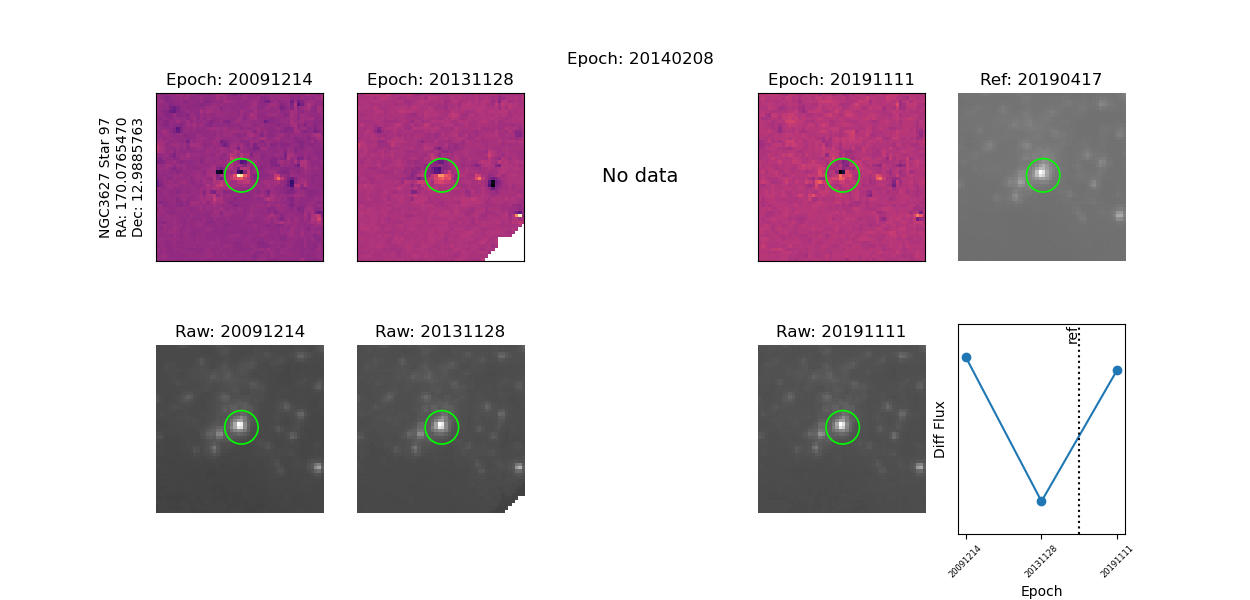 Epoch: 20140208
Epoch: 20091214
Epoch: 20131128
Epoch: 20191111
Ref: 20190417
NGC3627 Star 97
RA: 170.0765470
Dec: 12.9885763
No data
Raw: 20091214
Raw: 20131128
Raw: 20191111
ref
Diff Flux
20091214
20131128
20191111
Epoch